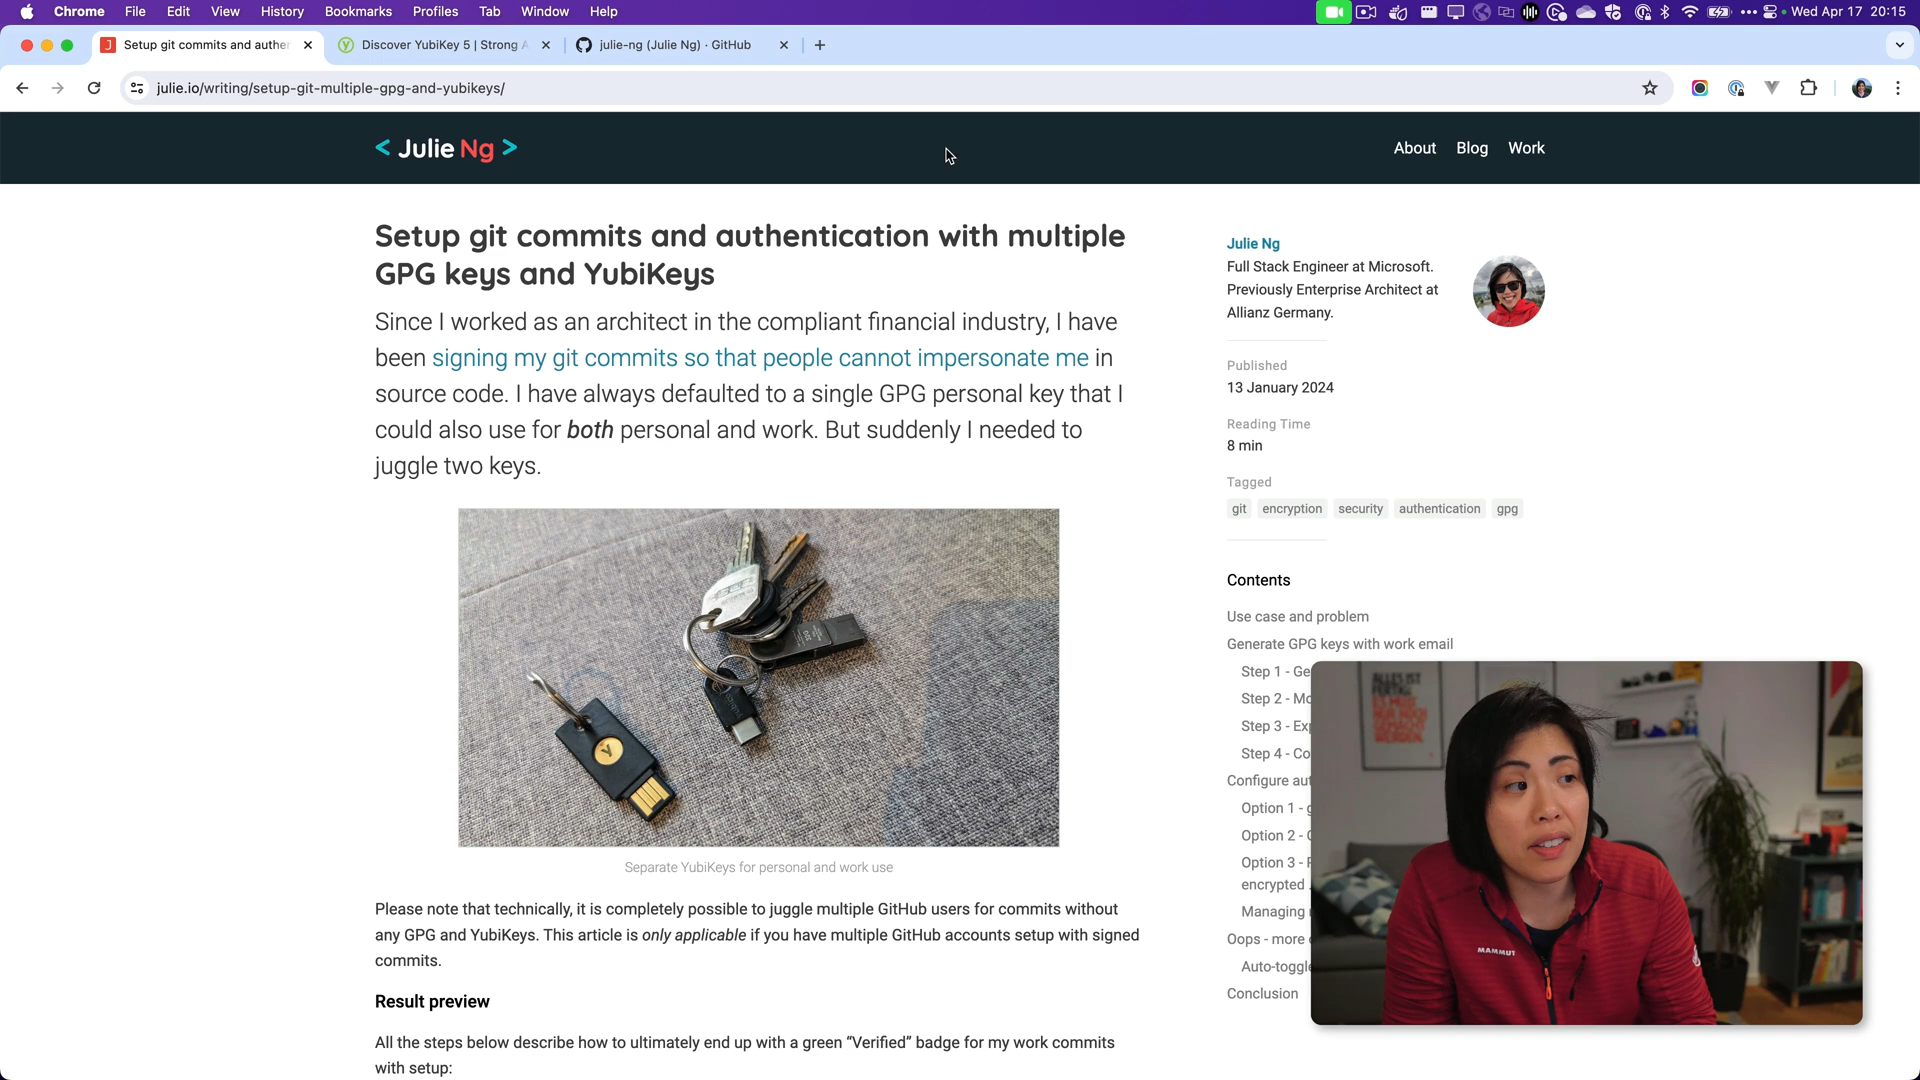 Chrome File Edit View History Bookmarks Profiles Tab Window Help
Wed Apr 17 20:15
Setup git commits and auther
Discover YubiKey 5 | Strong A
julie-ng (Julie Ng) · GitHub
julie.io/writing/setup-git-multiple-gpg-and-yubikeys/
< Julie Ng >
About Blog Work
Setup git commits and authentication with multiple
GPG keys and YubiKeys
Since I worked as an architect in the compliant financial industry, I have
been signing my git commits so that people cannot impersonate me in
source code. I have always defaulted to a single GPG personal key that I
could also use for both personal and work. But suddenly I needed to
juggle two keys.
Separate YubiKeys for personal and work use
Please note that technically, it is completely possible to juggle multiple GitHub users for commits without
any GPG and YubiKeys. This article is only applicable if you have multiple GitHub accounts setup with signed
commits.
Result preview
All the steps below describe how to ultimately end up with a green “Verified” badge for my work commits
with setup:
Julie Ng
Full Stack Engineer at Microsoft.
Previously Enterprise Architect at
Allianz Germany.
Published
13 January 2024
Reading Time
8 min
Tagged
git encryption security authentication gpg
Contents
Use case and problem
Generate GPG keys with work email
Step 1 - Ge
Step 2 - Mo
Step 3 - Exp
Step 4 - Co
Configure aut
Option 1 - g
Option 2 - 
Option 3 - 
encrypted
Managing
Oops - more
Auto-toggle
Conclusion
ALLES IST
FERTIG
MAMMUT